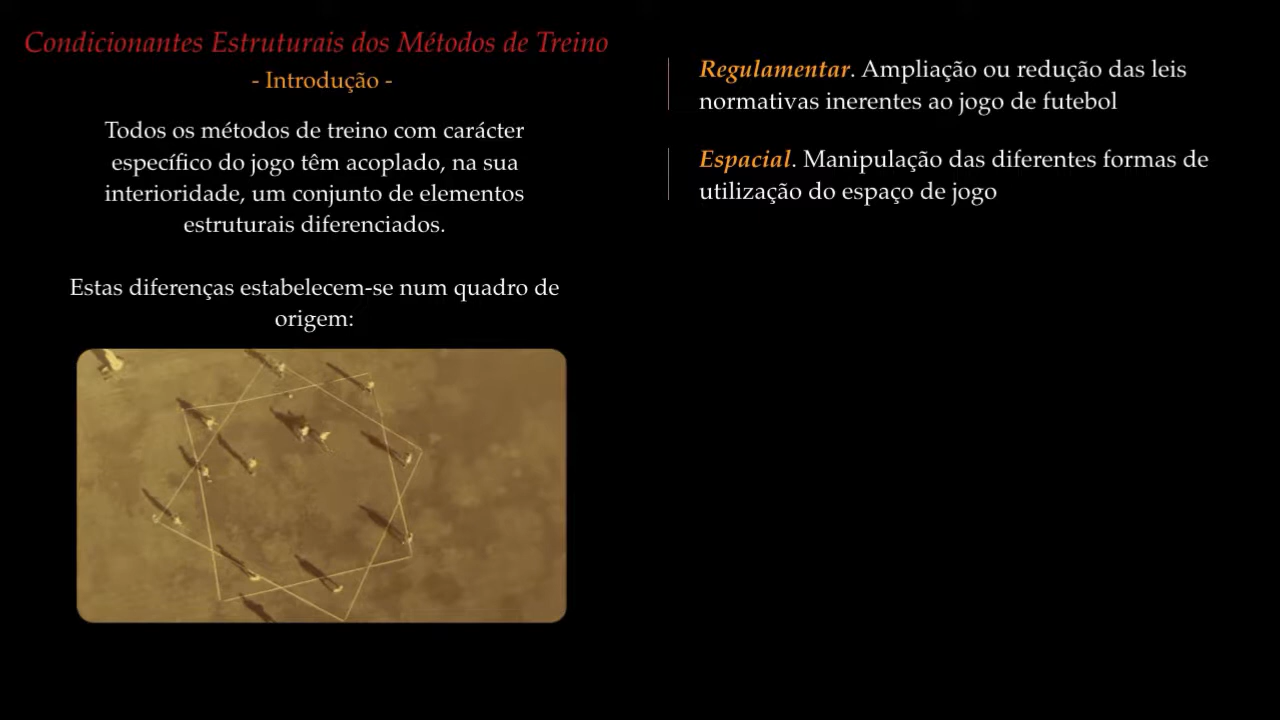 Condicionantes Estruturais dos Métodos de Treino
- Introdução -
Todos os métodos de treino com carácter
específico do jogo têm acoplado, na sua
interioridade, um conjunto de elementos
estruturais diferenciados.
Estas diferenças estabelecem-se num quadro de
origem:
Regulamentar. Ampliação ou redução das leis
normativas inerentes ao jogo de futebol
Espacial. Manipulação das diferentes formas de
utilização do espaço de jogo